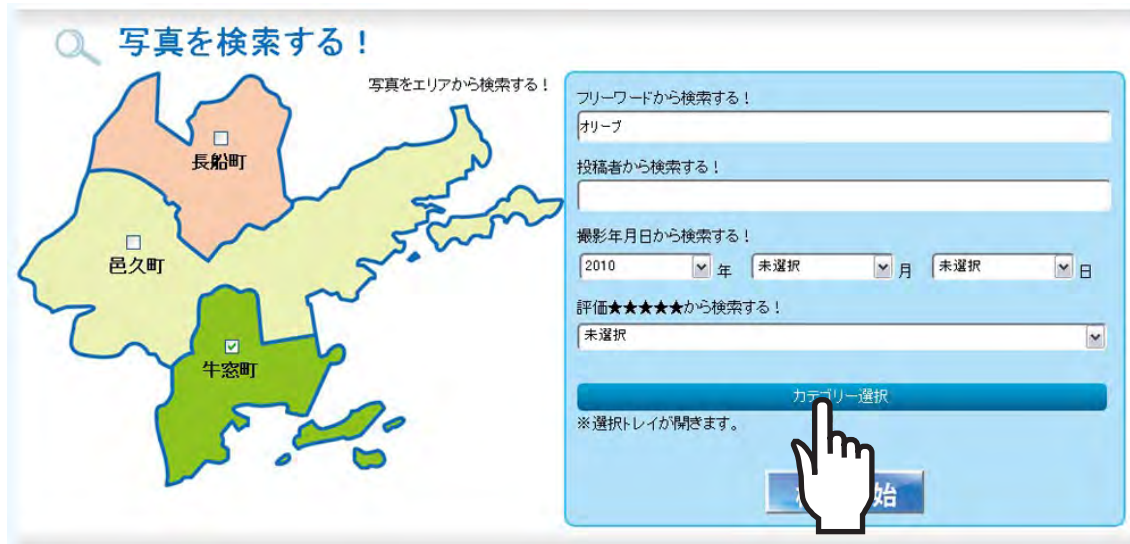 写真を検索する！
写真をエリアから検索する！
長船町
邑久町
牛窓町
フリーワードから検索する！
オリーブ
投稿者から検索する！
撮影年月日から検索する！
2010 年 未選択 月 未選択 日
評価★★★★★から検索する！
未選択
カテゴリー選択
※選択トレイが開きます。
始